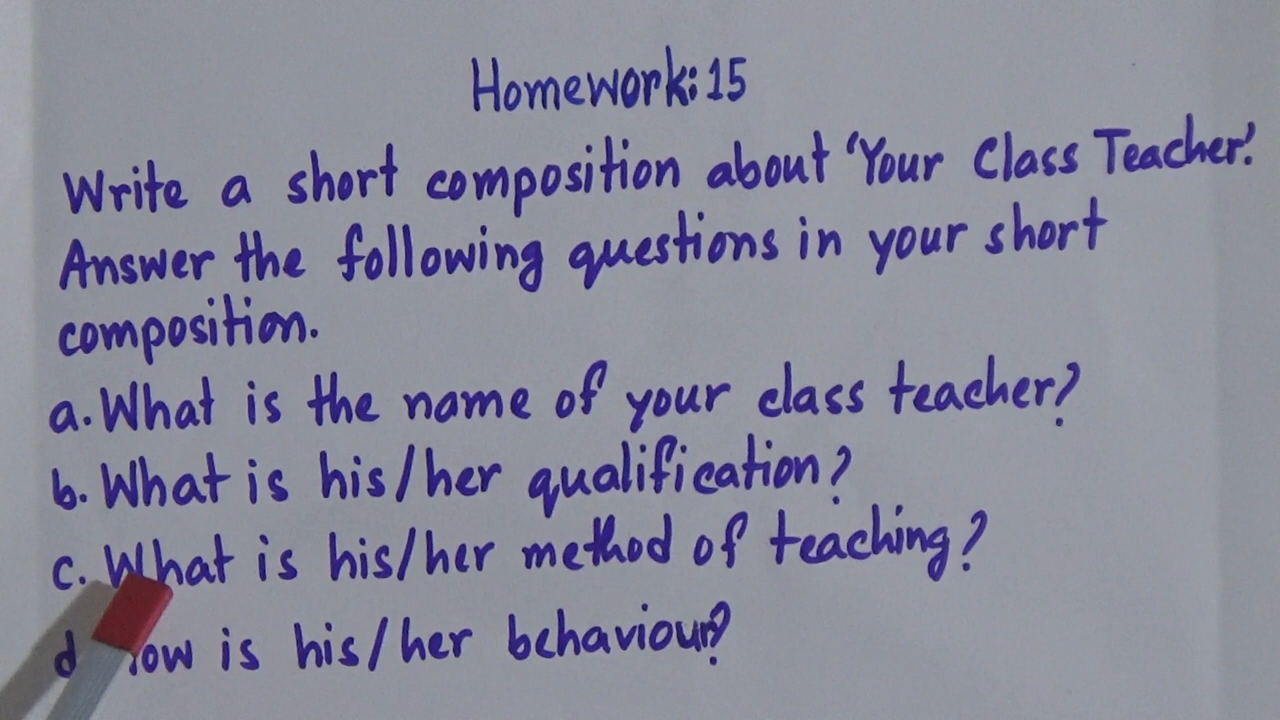 Homework: 15
Write a short composition about 'Your Class Teacher.'
Answer the following questions in your short
composition.
a. What is the name of your class teacher?
b. What is his/her qualification?
c. What is his/her method of teaching?
d is his/her behaviour?